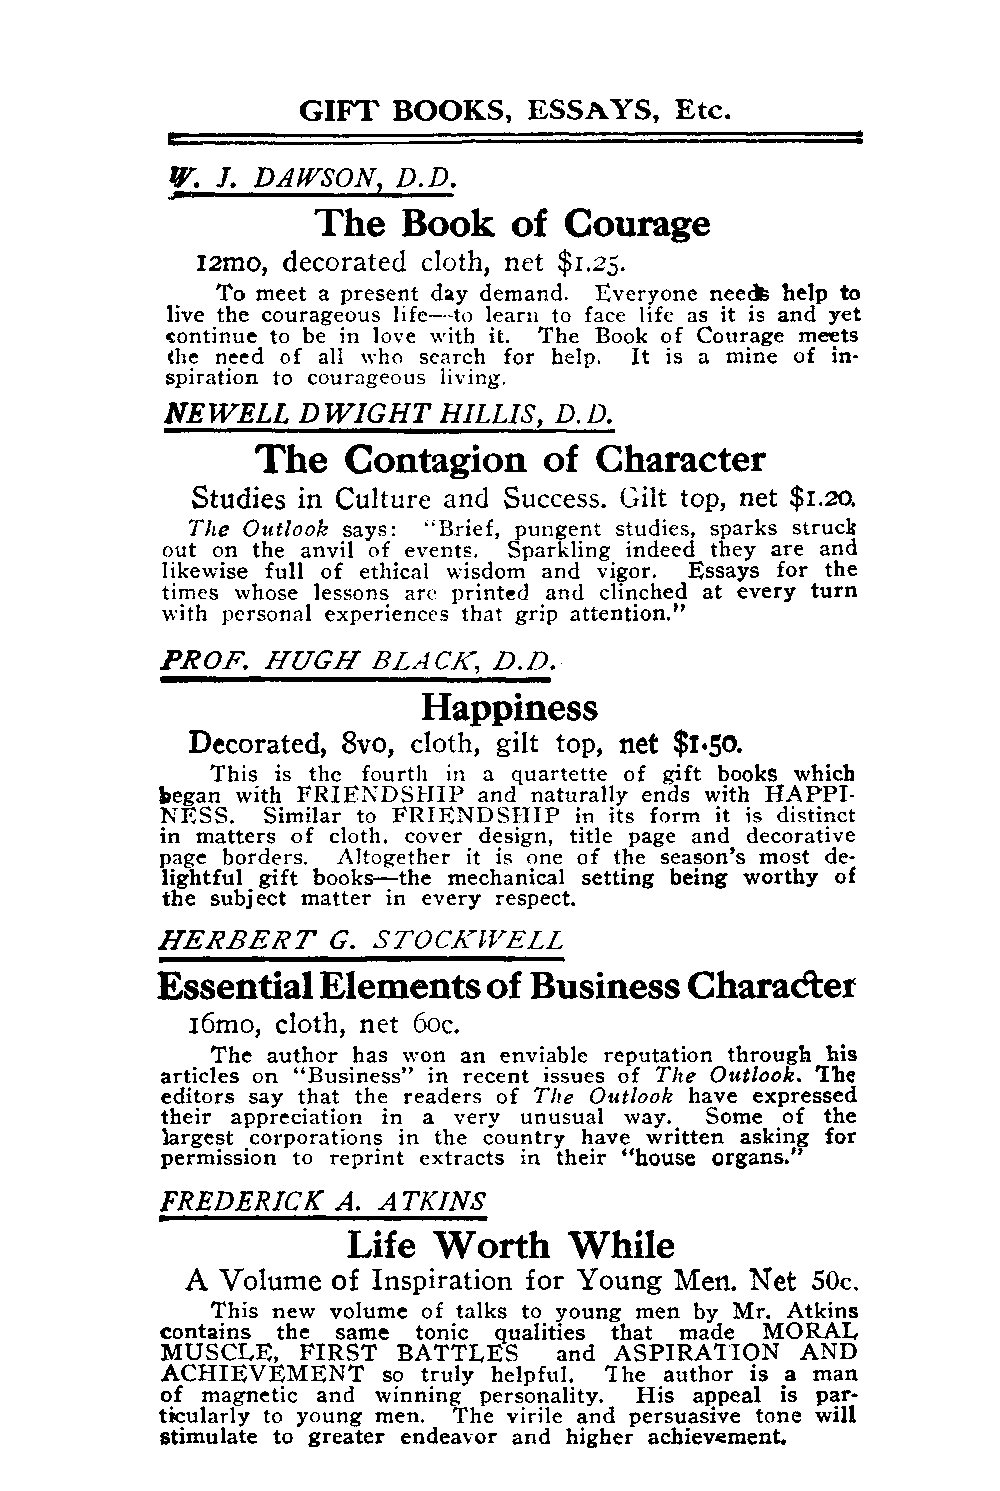 GIFT BOOKS, ESSAYS, Etc.
W. J. DAWSON, D.D.
The Book of Courage
12mo, decorated cloth, net $1.25.
To meet a present day demand. Everyone needs help to
live the courageous life—to learn to face life as it is and yet
continue to be in love with it. The Book of Courage meets
the need of all who search for help. It is a mine of in-
spiration to courageous living.
NEWELL DWIGHT HILLIS, D.D.
The Contagion of Character
Studies in Culture and Success. Gilt top, net $1.20.
The Outlook says: "Brief, pungent studies, sparks struck
out on the anvil of events. Sparkling indeed they are and
likewise full of ethical wisdom and vigor. Essays for the
times whose lessons are printed and clinched at every turn
with personal experiences that grip attention."
PROF. HUGH BLACK, D.D.
Happiness
Decorated, 8vo, cloth, gilt top, net $1.50.
This is the fourth in a quartette of gift books which
began with FRIENDSHIP and naturally ends with HAPPI-
NESS. Similar to FRIENDSHIP in its form it is distinct
in matters of cloth, cover design, title page and decorative
page borders. Altogether it is one of the season's most de-
lightful gift books—the mechanical setting being worthy of
the subject matter in every respect.
HERBERT G. STOCKWELL
Essential Elements of Business Character
16mo, cloth, net 60c.
The author has won an enviable reputation through his
articles on "Business" in recent issues of The Outlook. The
editors say that the readers of The Outlook have expressed
their appreciation in a very unusual way. Some of the
largest corporations in the country have written asking for
permission to reprint extracts in their "house organs."
FREDERICK A. ATKINS
Life Worth While
A Volume of Inspiration for Young Men. Net 50c.
This new volume of talks to young men by Mr. Atkins
contains the same tonic qualities that made MORAL
MUSCLE, FIRST BATTLES and ASPIRATION AND
ACHIEVEMENT so truly helpful. The author is a man
of magnetic and winning personality. His appeal is par-
ticularly to young men. The virile and persuasive tone will
stimulate to greater endeavor and higher achievement.